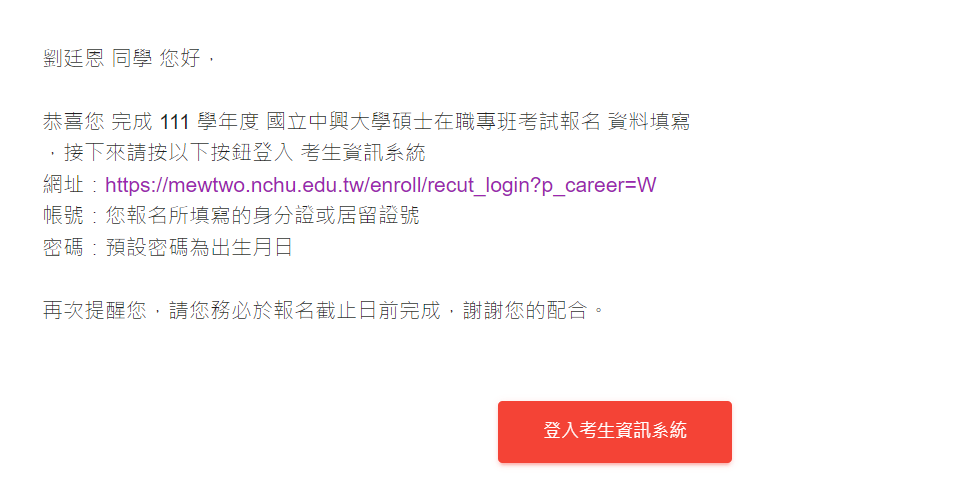 劉廷恩 同學 您好，
恭喜您 完成 111 學年度 國立中興大學碩士在職專班考試報名 資料填寫
，接下來請按以下按鈕登入 考生資訊系統
網址：https://mewtwo.nchu.edu.tw/enroll/recut_login?p_career=W
帳號：您報名所填寫的身分證或居留證號
密碼：預設密碼為出生月日
再次提醒您，請您務必於報名截止日前完成，謝謝您的配合。
登入考生資訊系統